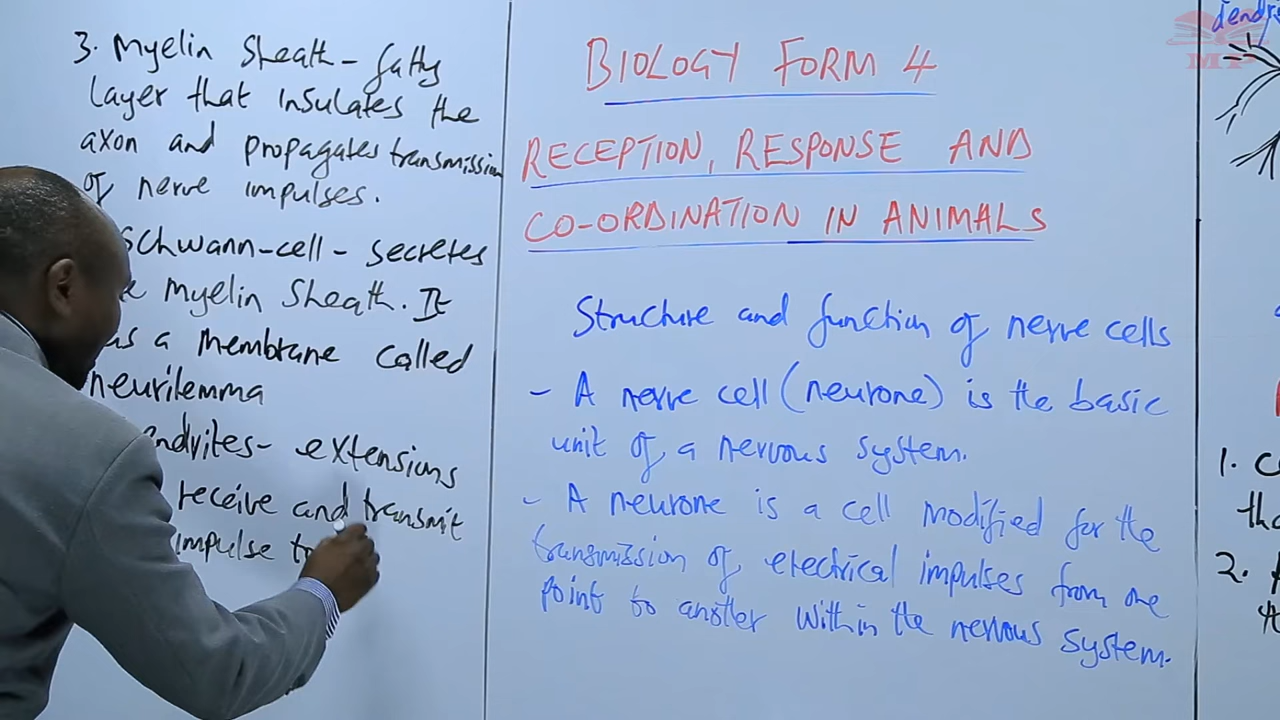 3. Myelin Sheath - fatty
layer that insulates the
axon and propagates transmission
of nerve impulses.
Schwann-cell - secretes
myelin sheath. It
a membrane called
neurilemma
extensions
receive and transmit
impulse
BIOLOGY FORM 4
RECEPTION, RESPONSE AND
CO-ORDINATION IN ANIMALS
Structure and function of nerve cells
- A nerve cell (neurone) is the basic
unit of a nervous system.
- A neurone is a cell modified for the
transmission of electrical impulses from one
point to another within the nervous system.
MP
1.
2.